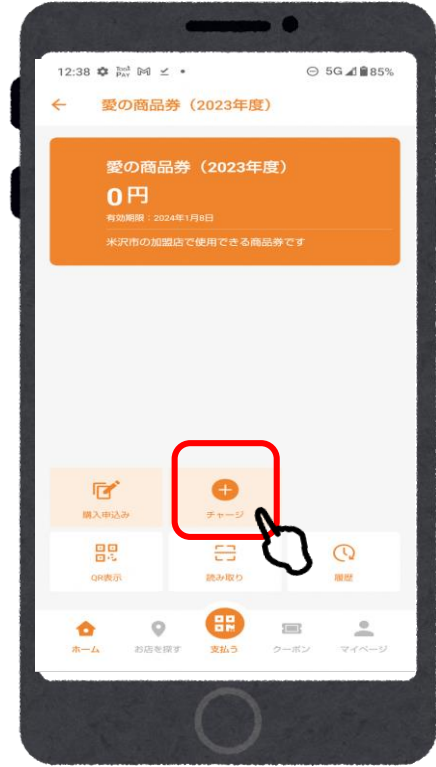 12:38 5G 85%
愛の商品券（2023年度）
愛の商品券（2023年度）
0円
有効期限：2024年1月8日
米沢市の加盟店で使用できる商品券です
購入申込み チャージ
QR表示 読み取り 履歴
ホーム お店を探す 支払う クーポン マイページ